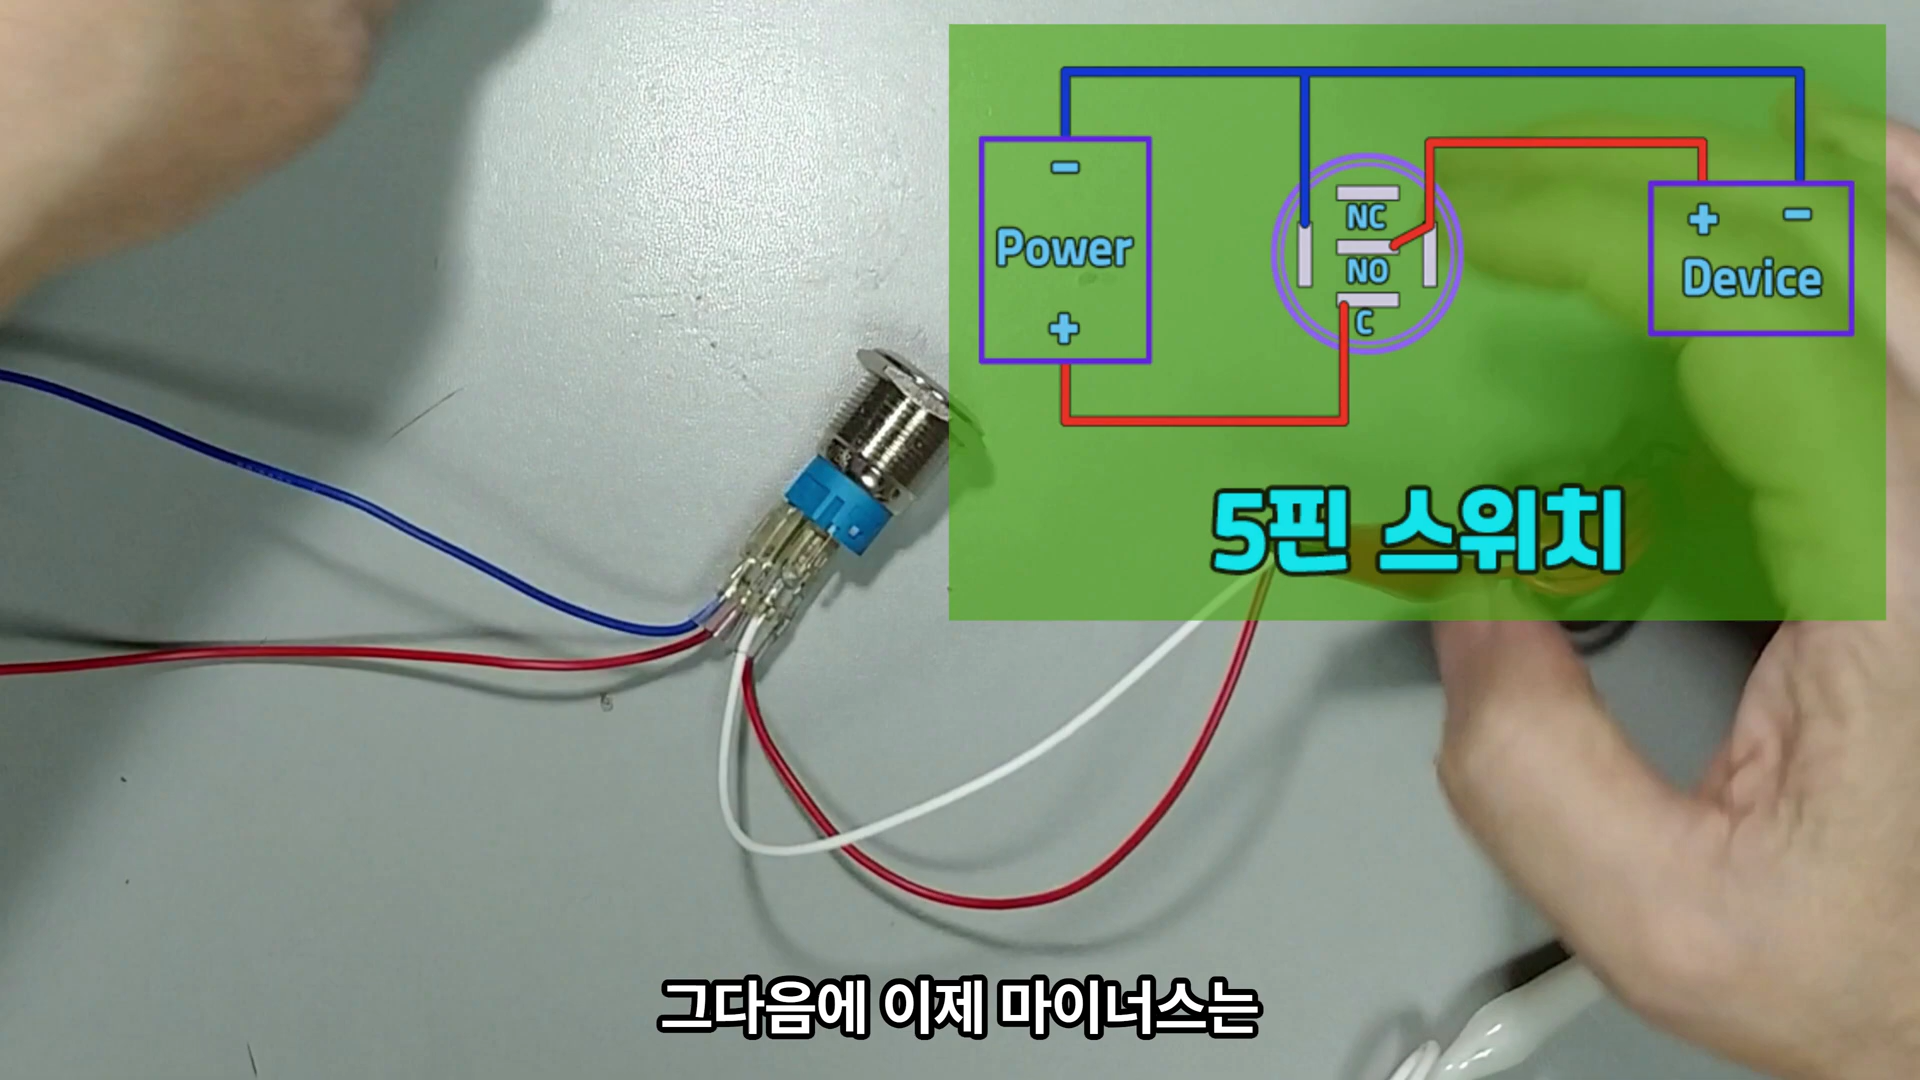 -
Power
+
NC
NO
C
+ -
Device
5핀 스위치
그다음에 이제 마이너스는